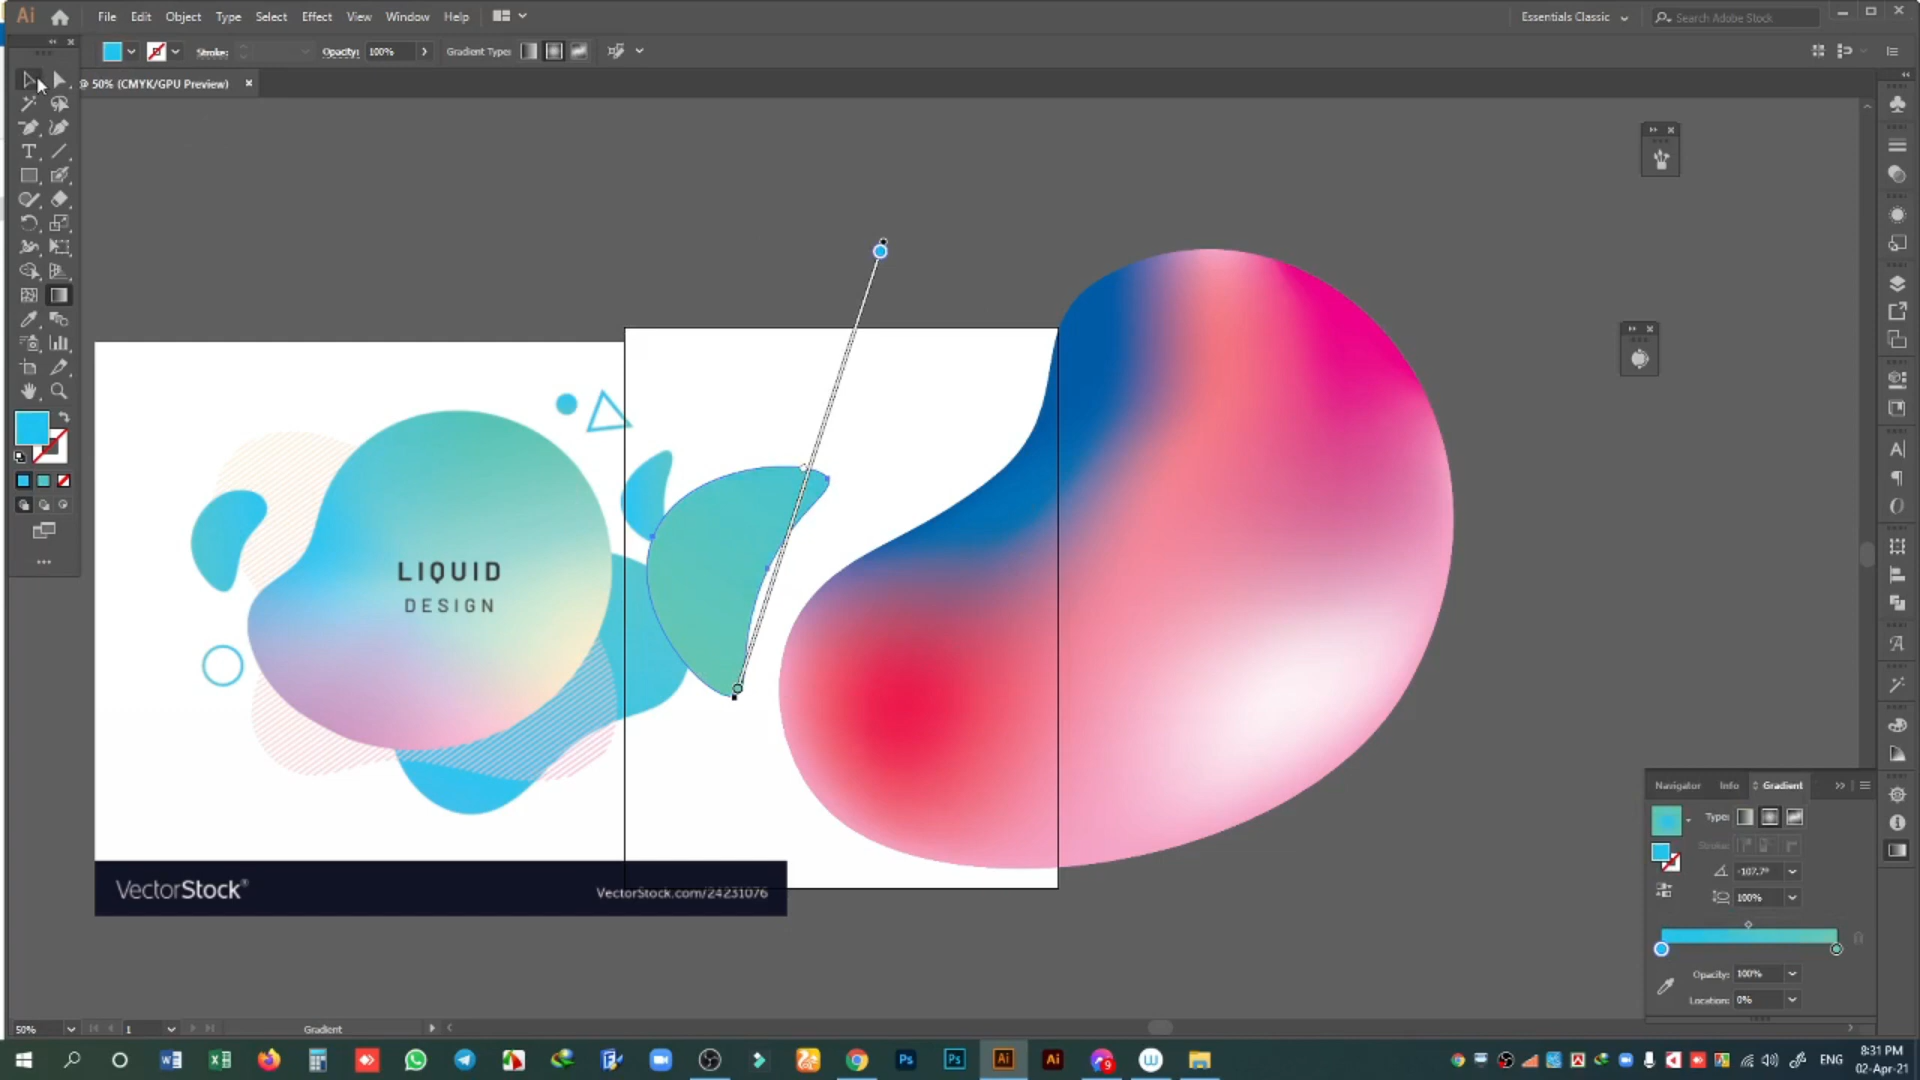 Ai File Edit Object Type Select Effect View Window Help Essentials Classic Search Adobe Stock
Stroke: Opacity: 100% Gradient Type:
@ 50% (CMYK/GPU Preview) ×
LIQUID
DESIGN
VectorStock®
VectorStock.com/24231076
Navigator Info Gradient
Type:
Stroke:
-107.7°
100%
Opacity: 100%
Location: 0%
50% 1 Gradient
ENG 8:31 PM
02-Apr-21